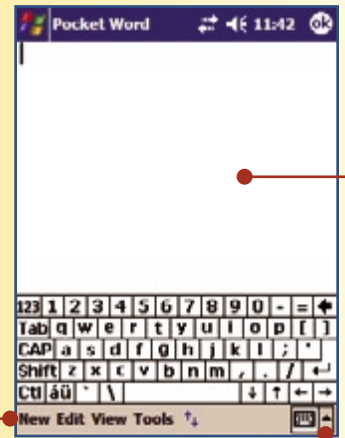 Pocket Word 11:42 ok
123 1 2 3 4 5 6 7 8 9 0 - =
Tab q w e r t y u i o p [ ]
CAP a s d f g h j k l ; '
Shift z x c v b n m , . /
Ctl áü ` \
New Edit View Tools